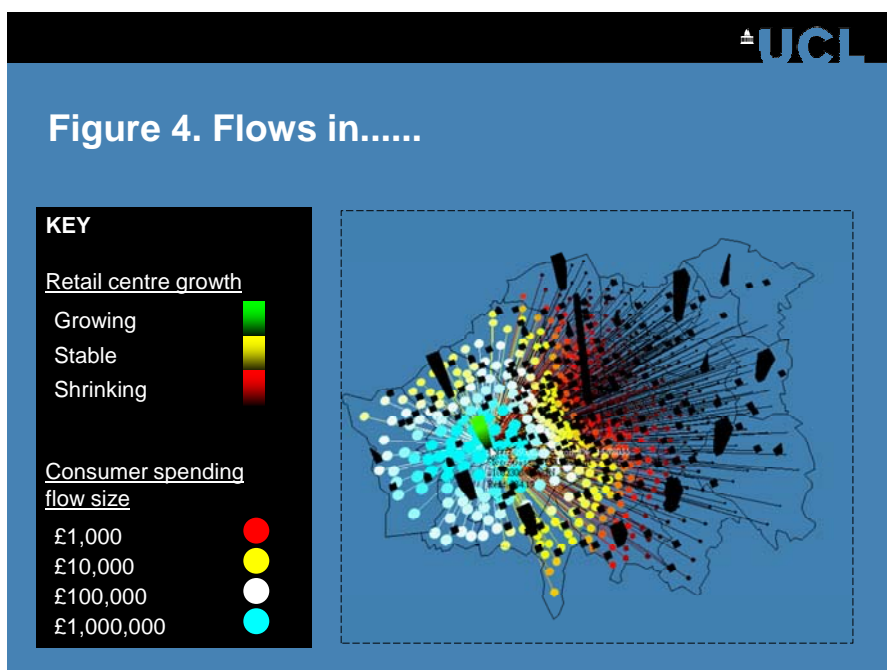 UCL
Figure 4. Flows in......
KEY
Retail centre growth
Growing
Stable
Shrinking
Consumer spending
flow size
£1,000
£10,000
£100,000
£1,000,000